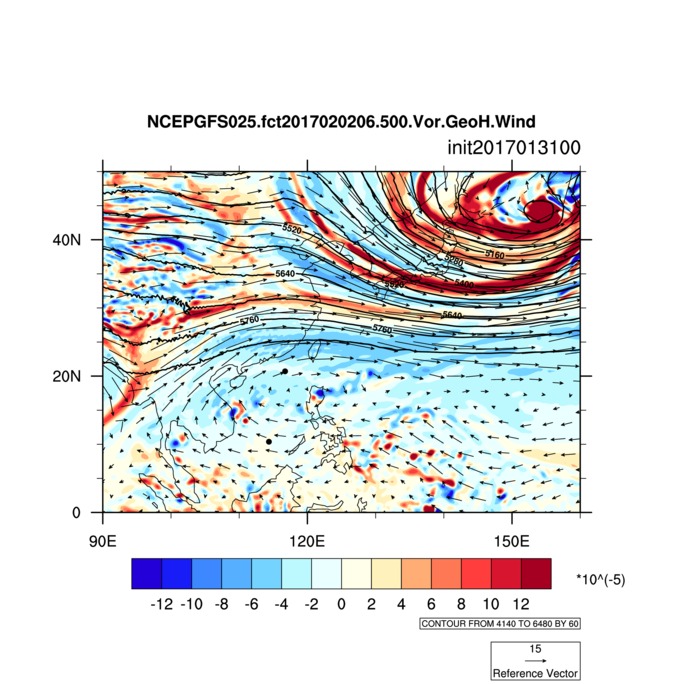 NCEPGFS025.fct2017020206.500.Vor.GeoH.Wind
init2017013100
40N
20N
0
90E 120E 150E
5520
5640
5760
5160
5280
5400
5520
5640
5760
-12 -10 -8 -6 -4 -2 0 2 4 6 8 10 12
*10^(-5)
CONTOUR FROM 4140 TO 6480 BY 60
15
Reference Vector